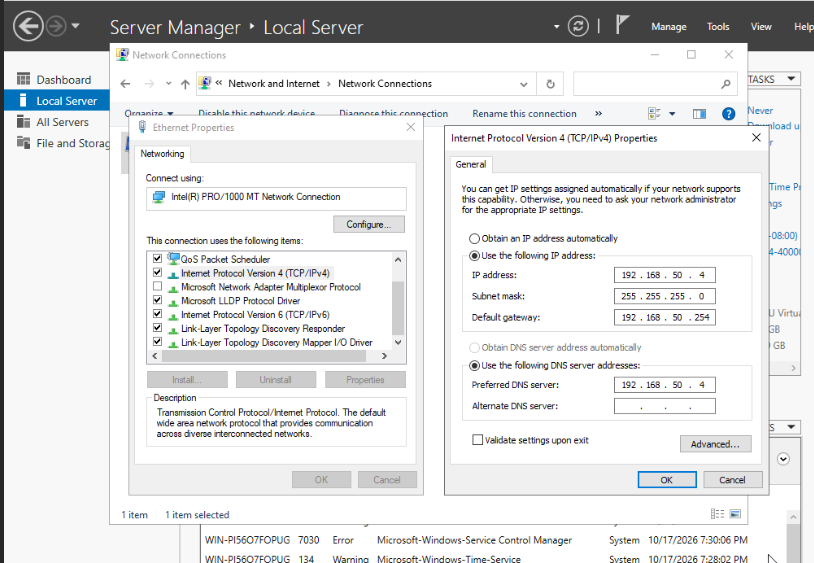 Server Manager ‣ Local Server
Manage Tools View Help
Network Connections
« Network and Internet › Network Connections
Dashboard
Local Server
All Servers
File and Storag
TASKS
Organize Disable this network device Diagnose this connection Rename this connection »
Never
Download u
Ethernet Properties
Networking
Connect using:
Intel(R) PRO/1000 MT Network Connection
Configure...
This connection uses the following items:
QoS Packet Scheduler
Internet Protocol Version 4 (TCP/IPv4)
Microsoft Network Adapter Multiplexor Protocol
Microsoft LLDP Protocol Driver
Internet Protocol Version 6 (TCP/IPv6)
Link-Layer Topology Discovery Responder
Link-Layer Topology Discovery Mapper I/O Driver
Install... Uninstall Properties
Description
Transmission Control Protocol/Internet Protocol. The default
wide area network protocol that provides communication
across diverse interconnected networks.
OK Cancel
Internet Protocol Version 4 (TCP/IPv4) Properties
General
You can get IP settings assigned automatically if your network supports
this capability. Otherwise, you need to ask your network administrator
for the appropriate IP settings.
Obtain an IP address automatically
Use the following IP address:
IP address: 192 . 168 . 50 . 4
Subnet mask: 255 . 255 . 255 . 0
Default gateway: 192 . 168 . 50 . 254
Obtain DNS server address automatically
Use the following DNS server addresses:
Preferred DNS server: 192 . 168 . 50 . 4
Alternate DNS server: . . .
Validate settings upon exit
Advanced...
OK Cancel
Time Pr
ngs
-08:00)
4-4000
U Virtua
GB
0 GB
S
1 item 1 item selected
WIN-PI56O7FOPUG 7030 Error Microsoft-Windows-Service Control Manager System 10/17/2026 7:30:06 PM
WIN-PI56O7FOPUG 134 Warning Microsoft-Windows-Time-Service System 10/17/2026 7:28:02 PM